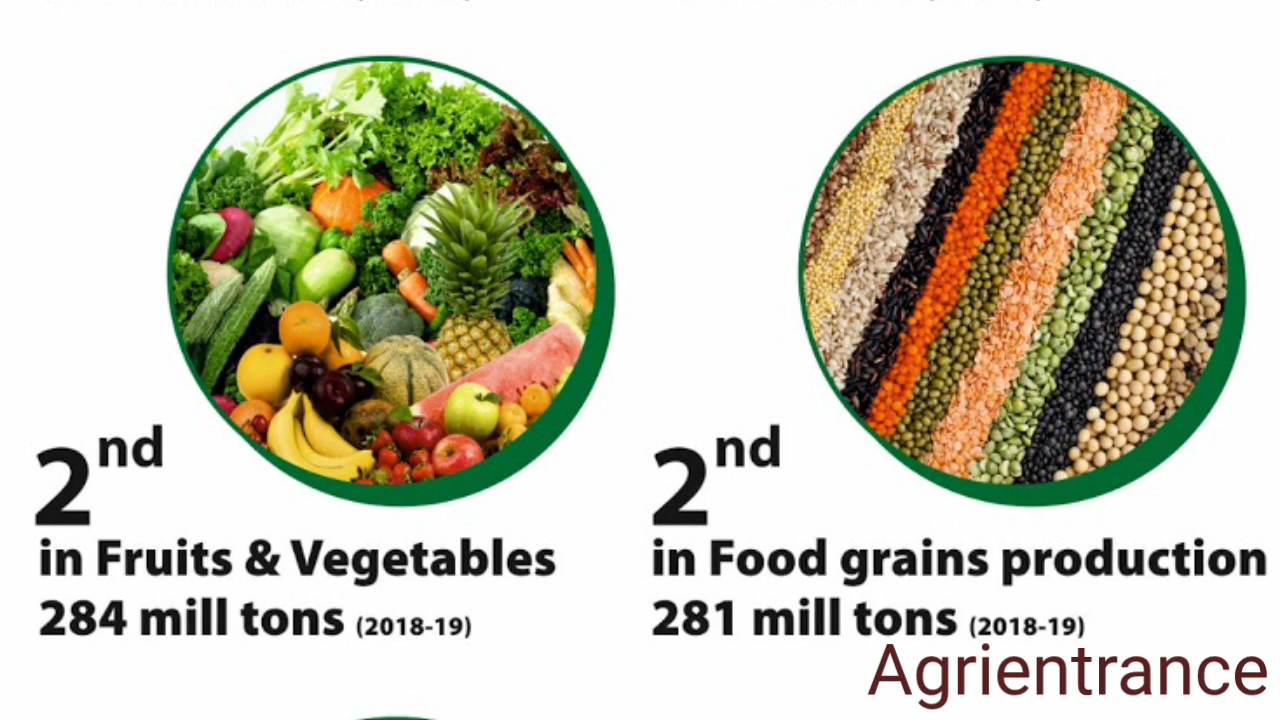 2nd
in Fruits & Vegetables
284 mill tons (2018-19)
2nd
in Food grains production
281 mill tons (2018-19)
Agrientrance